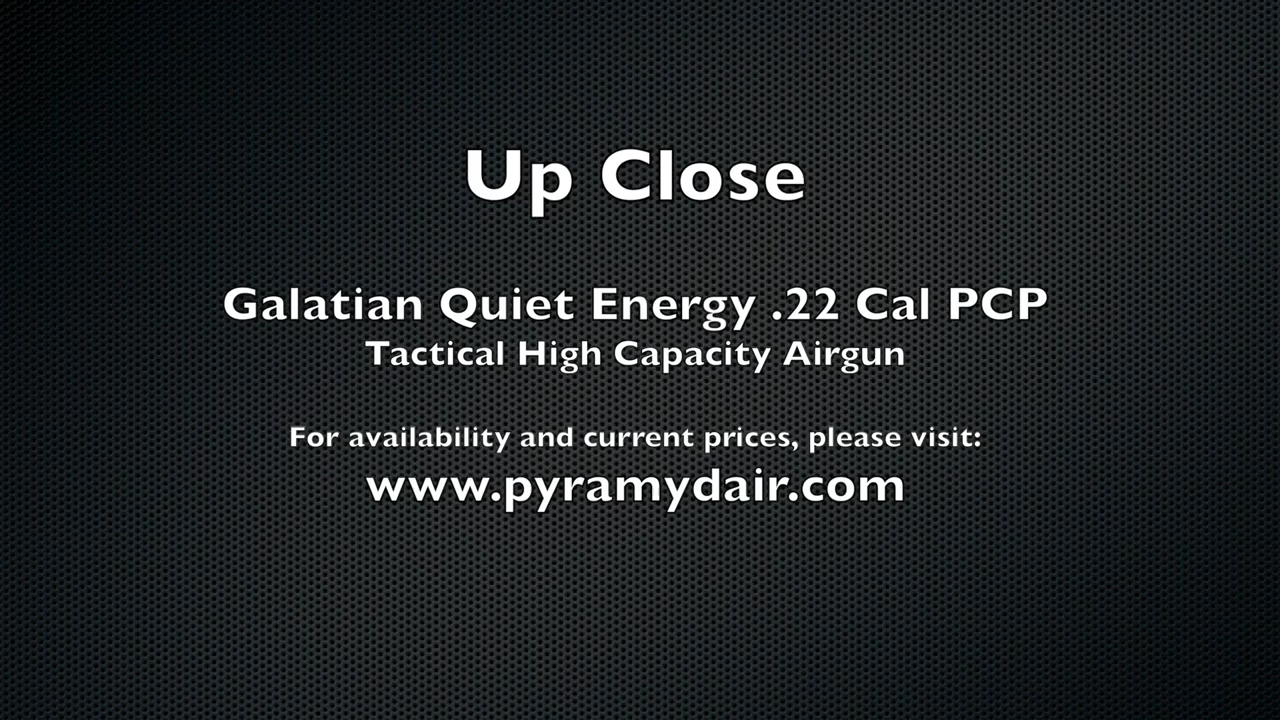 Up Close
Galatian Quiet Energy .22 Cal PCP
Tactical High Capacity Airgun
For availability and current prices, please visit:
www.pyramydair.com